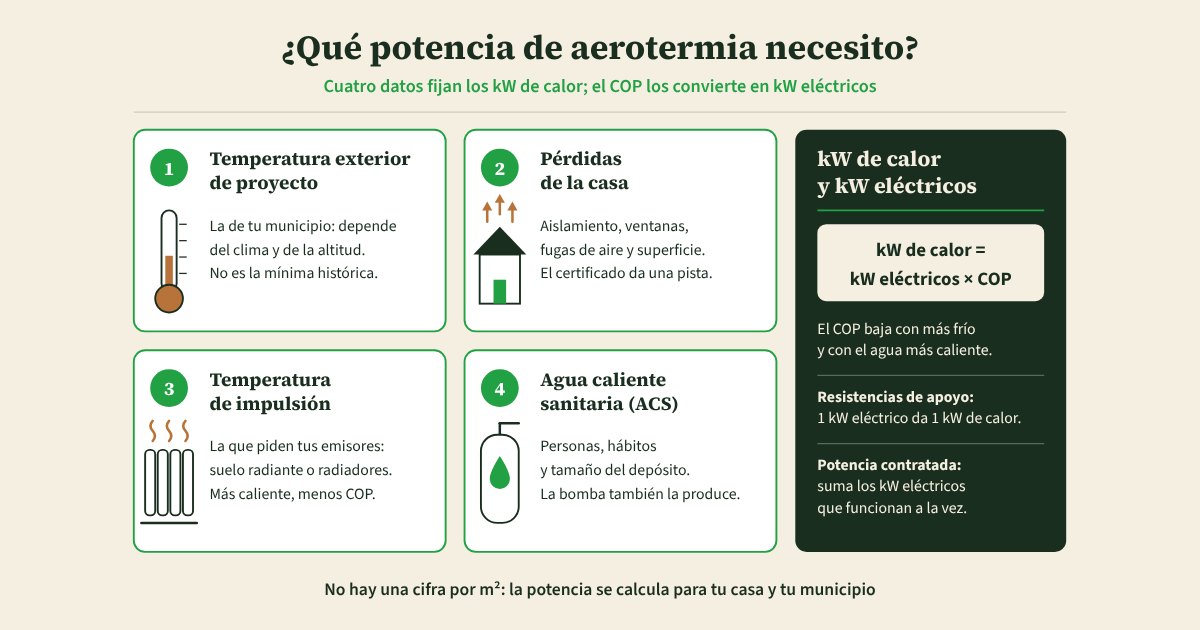 ¿Qué potencia de aerotermia necesito?
Cuatro datos fijan los kW de calor; el COP los convierte en kW eléctricos
1
Temperatura exterior
de proyecto
La de tu municipio: depende
del clima y de la altitud.
No es la mínima histórica.
2
Pérdidas
de la casa
Aislamiento, ventanas,
fugas de aire y superficie.
El certificado da una pista.
3
Temperatura
de impulsión
La que piden tus emisores:
suelo radiante o radiadores.
Más caliente, menos COP.
4
Agua caliente
sanitaria (ACS)
Personas, hábitos
y tamaño del depósito.
La bomba también la produce.
kW de calor
y kW eléctricos
kW de calor =
kW eléctricos × COP
El COP baja con más frío
y con el agua más caliente.
Resistencias de apoyo:
1 kW eléctrico da 1 kW de calor.
Potencia contratada:
suma los kW eléctricos
que funcionan a la vez.
No hay una cifra por m²: la potencia se calcula para tu casa y tu municipio